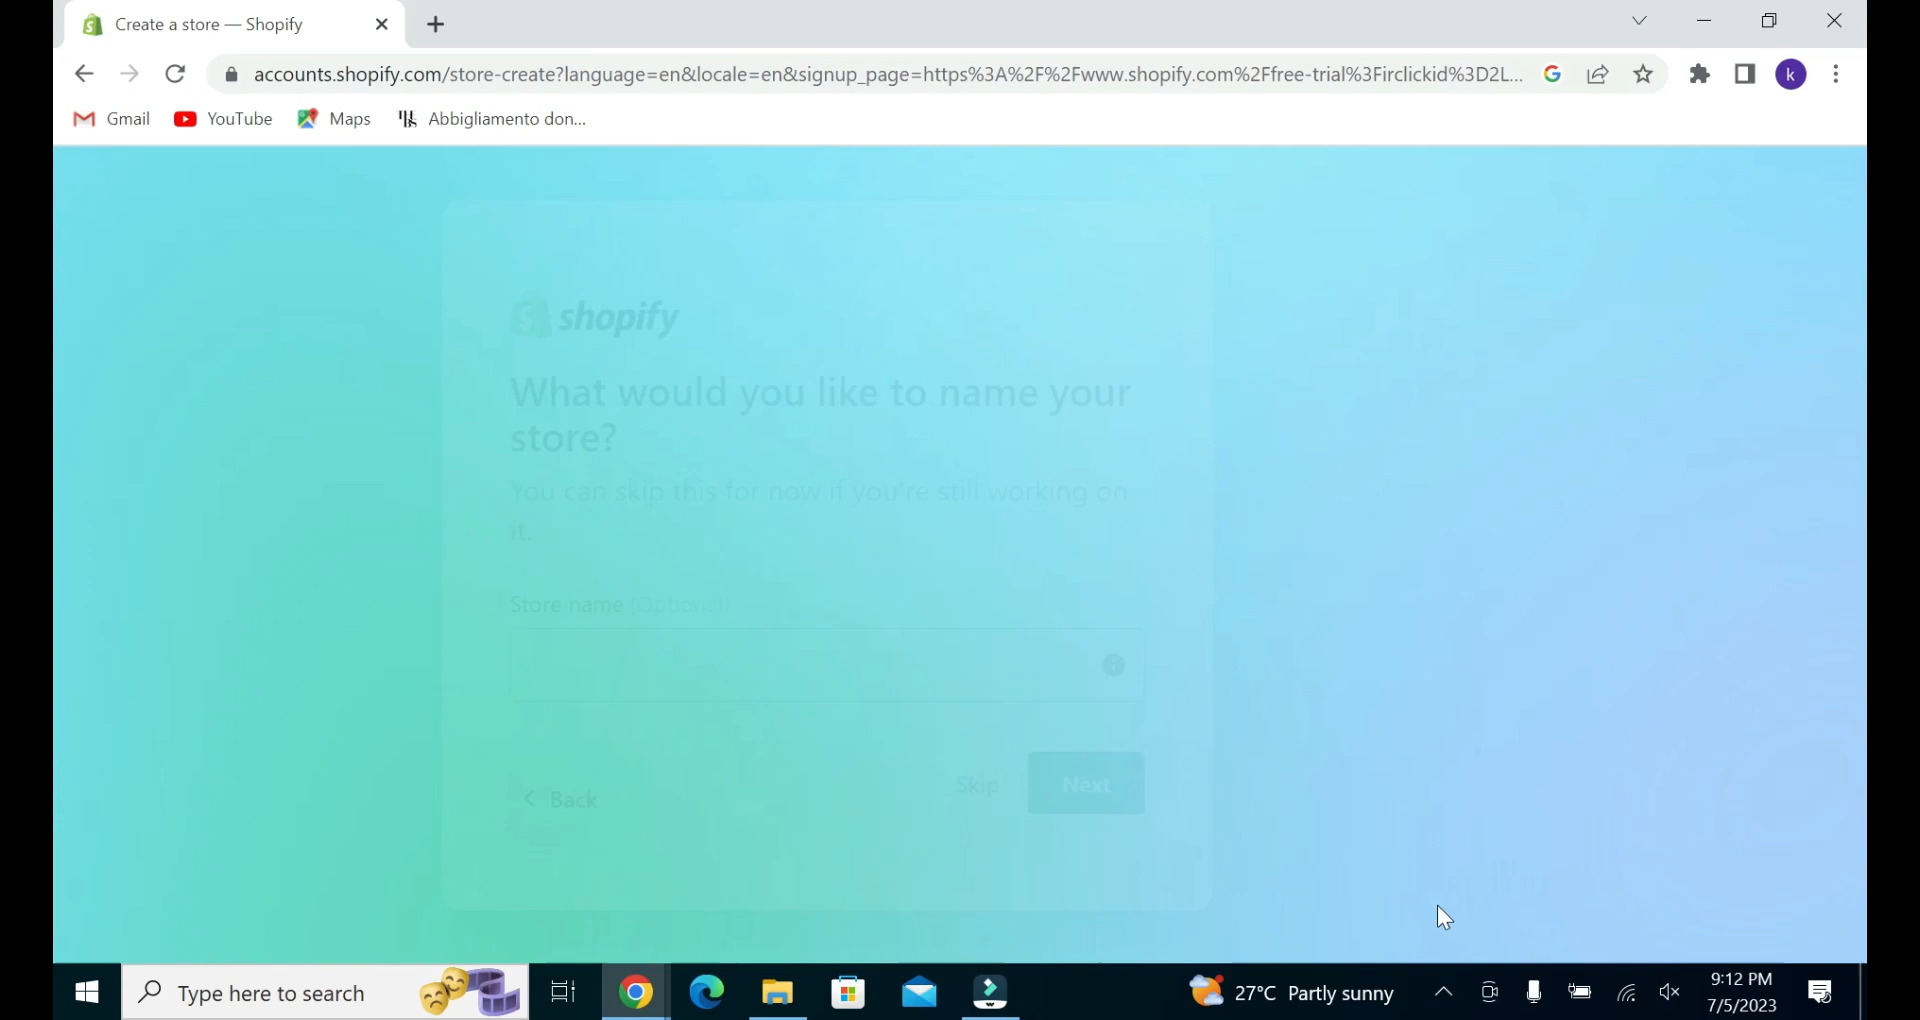 Create a store — Shopify
accounts.shopify.com/store-create?language=en&locale=en&signup_page=https%3A%2F%2Fwww.shopify.com%2Ffree-trial%3Firclickid%3D2L...
k
Gmail
YouTube
Maps
Abbigliamento don...
shopify
What would you like to name your
store?
You can skip this for now if you're still working on
it.
Store name (Optional)
Back
Skip
Next
Type here to search
27°C Partly sunny
9:12 PM
7/5/2023